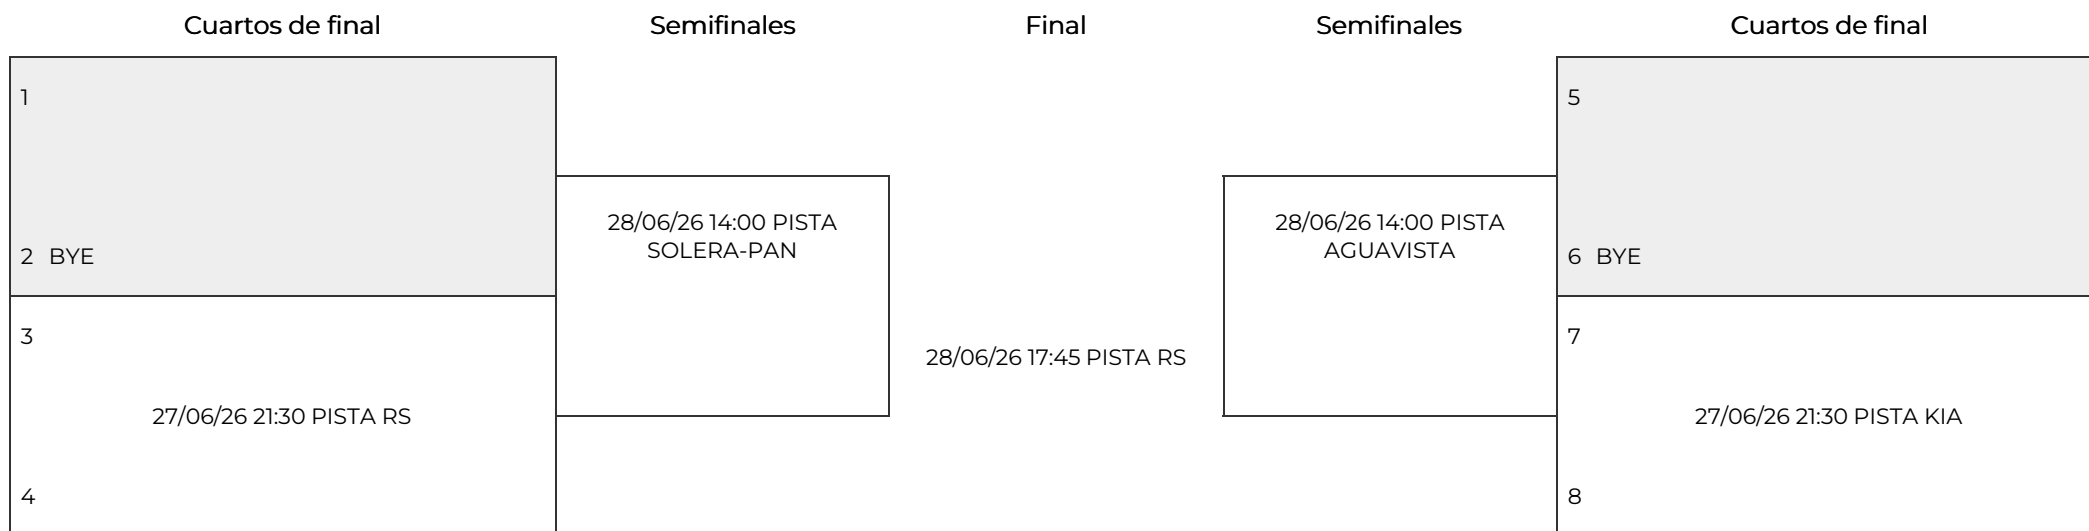 Cuartos de final
Semifinales
Final
Semifinales
Cuartos de final
1
2 BYE
3
27/06/26 21:30 PISTA RS
4
28/06/26 14:00 PISTA
SOLERA-PAN
28/06/26 17:45 PISTA RS
28/06/26 14:00 PISTA
AGUAVISTA
5
6 BYE
7
27/06/26 21:30 PISTA KIA
8